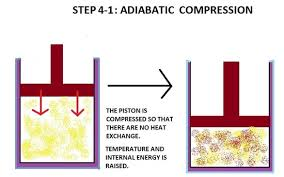 STEP 4-1: ADIABATIC COMPRESSION
THE PISTON IS
COMPRESSED SO THAT
THERE ARE NO HEAT
EXCHANGE.
TEMPERATURE AND
INTERNAL ENERGY IS
RAISED.